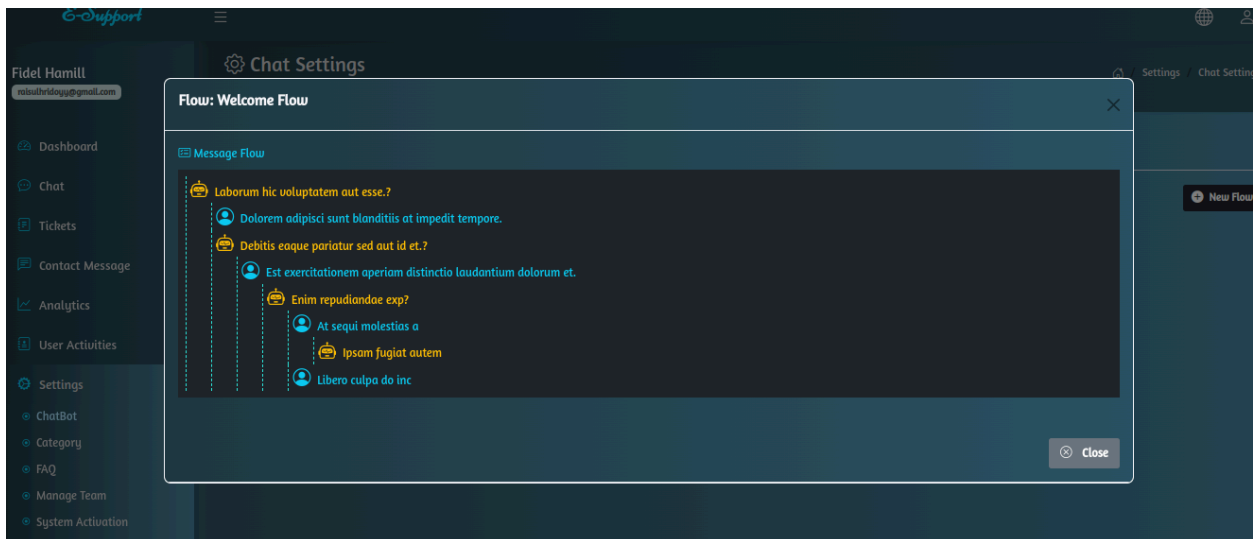 E-Support
Fidel Hamill
raisulhridoyy@gmail.com
Dashboard
Chat
Tickets
Contact Message
Analytics
User Activities
Settings
ChatBot
Category
FAQ
Manage Team
System Activation
Chat Settings
Settings / Chat Setting
New Flow
Flow: Welcome Flow
Message Flow
Laborum hic voluptatem aut esse.?
Dolorem adipisci sunt blanditiis at impedit tempore.
Debitis eaque pariatur sed aut id et.?
Est exercitationem aperiam distinctio laudantium dolorum et.
Enim repudiandae exp?
At sequi molestias a
Ipsam fugiat autem
Libero culpa do inc
Close